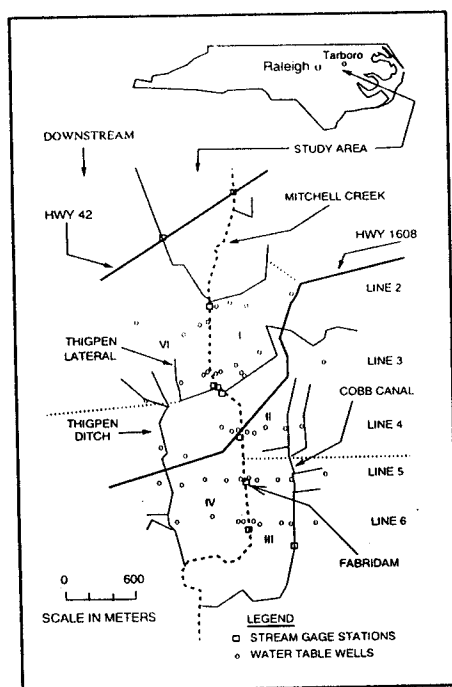 Tarboro
Raleigh
DOWNSTREAM
STUDY AREA
MITCHELL CREEK
HWY 42
HWY 1608
LINE 2
I
VI
THIGPEN
LATERAL
LINE 3
COBB CANAL
II
LINE 4
THIGPEN
DITCH
LINE 5
IV
LINE 6
III
FABRIDAM
0 600
SCALE IN METERS
LEGEND
STREAM GAGE STATIONS
WATER TABLE WELLS